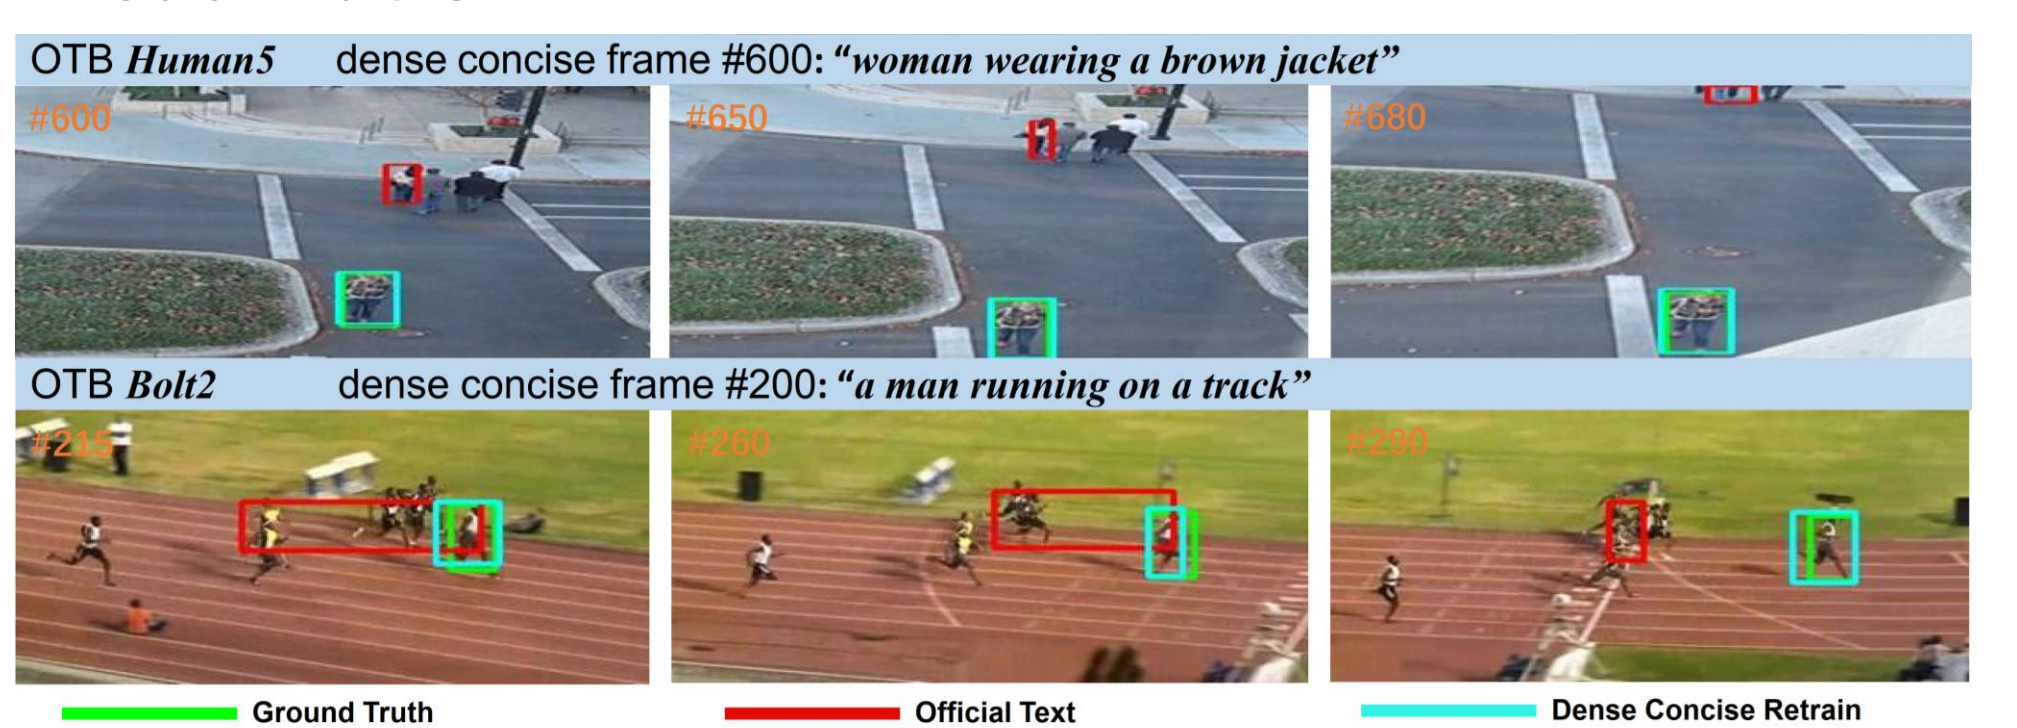 OTB Human5 dense concise frame #600: “woman wearing a brown jacket”
#600 #650 #680
OTB Bolt2 dense concise frame #200: “a man running on a track”
#215 #260 #290
Ground Truth Official Text Dense Concise Retrain